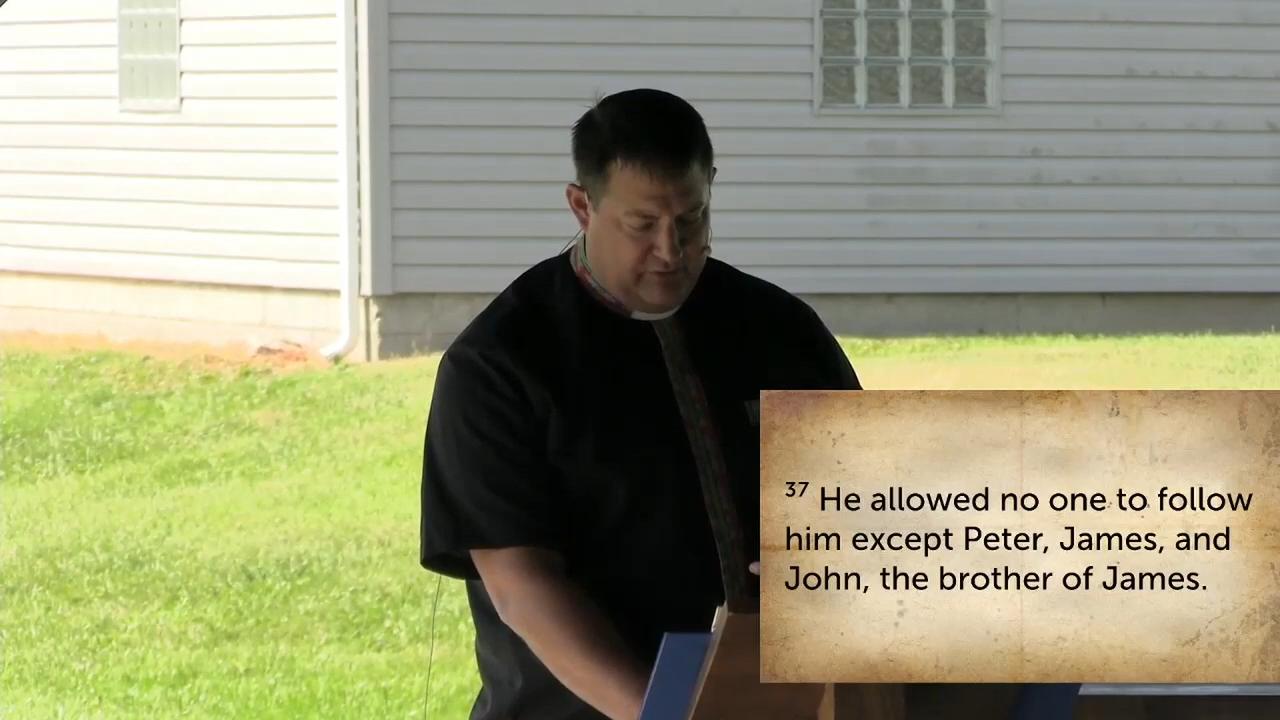 37 He allowed no one to follow
him except Peter, James, and
John, the brother of James.